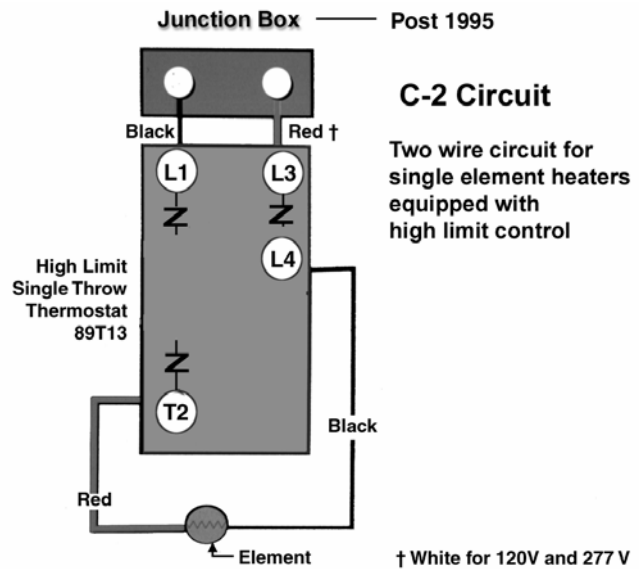 Junction Box
Post 1995
C-2 Circuit
Two wire circuit for
single element heaters
equipped with
high limit control
Black
Red †
L1
L3
L4
High Limit
Single Throw
Thermostat
89T13
T2
Black
Red
Element
† White for 120V and 277 V